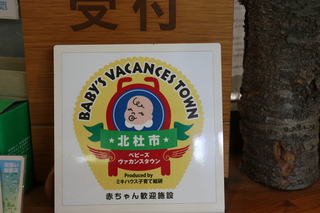 受付
BABY'S VACANCES TOWN
★ 北杜市 ★
ベビーズ
ヴァカンスタウン
Produced by
ミキハウス子育て総研
赤ちゃん歓迎施設